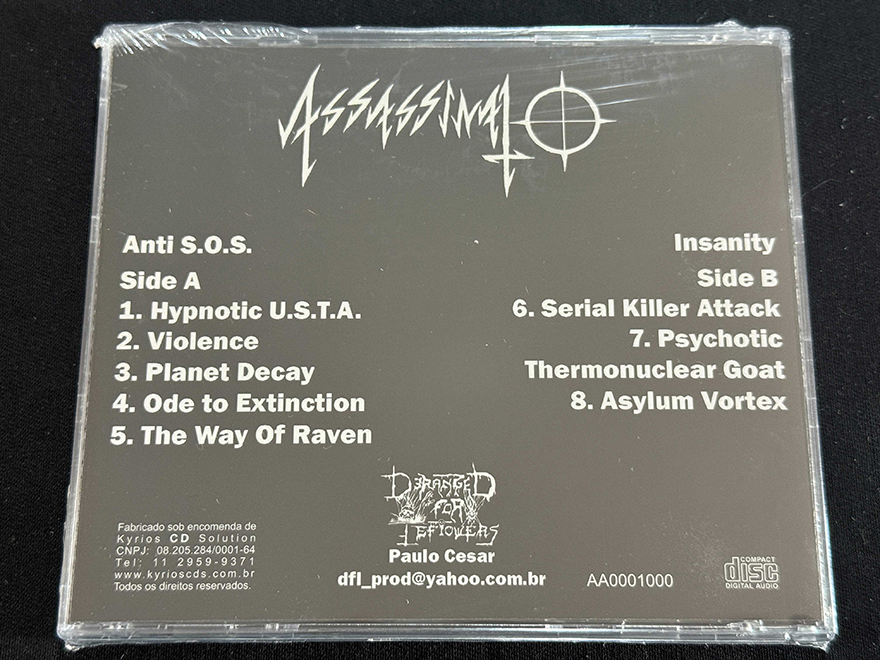 Assassinato
Anti S.O.S.
Side A
1. Hypnotic U.S.T.A.
2. Violence
3. Planet Decay
4. Ode to Extinction
5. The Way Of Raven
Insanity
Side B
6. Serial Killer Attack
7. Psychotic
Thermonuclear Goat
8. Asylum Vortex
Deranged
For
Leftovers
Paulo Cesar
dfl_prod@yahoo.com.br
Fabricado sob encomenda de
Kyrios CD Solution
CNPJ: 08.205.284/0001-64
Tel: 11 2959-9371
www.kyrioscds.com.br
Todos os direitos reservados.
AA0001000
COMPACT
disc
DIGITAL AUDIO